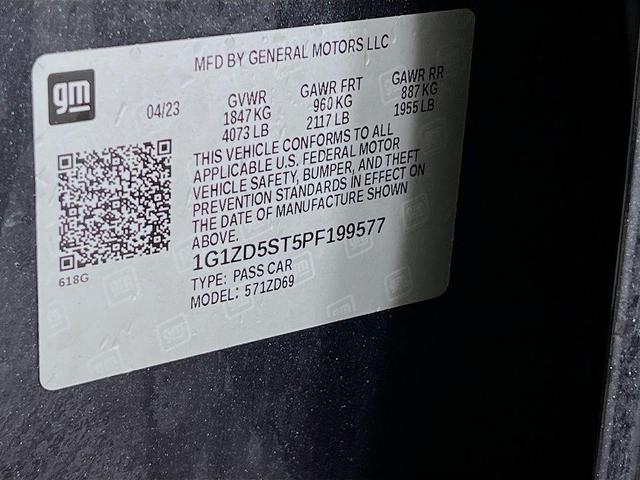 MFD BY GENERAL MOTORS LLC
gm
04/23
GVWR
1847 KG
4073 LB
GAWR FRT
960 KG
2117 LB
GAWR RR
887 KG
1955 LB
THIS VEHICLE CONFORMS TO ALL
APPLICABLE U.S. FEDERAL MOTOR
VEHICLE SAFETY, BUMPER, AND THEFT
PREVENTION STANDARDS IN EFFECT ON
THE DATE OF MANUFACTURE SHOWN
ABOVE.
1G1ZD5ST5PF199577
TYPE: PASS CAR
MODEL: 571ZD69
618G